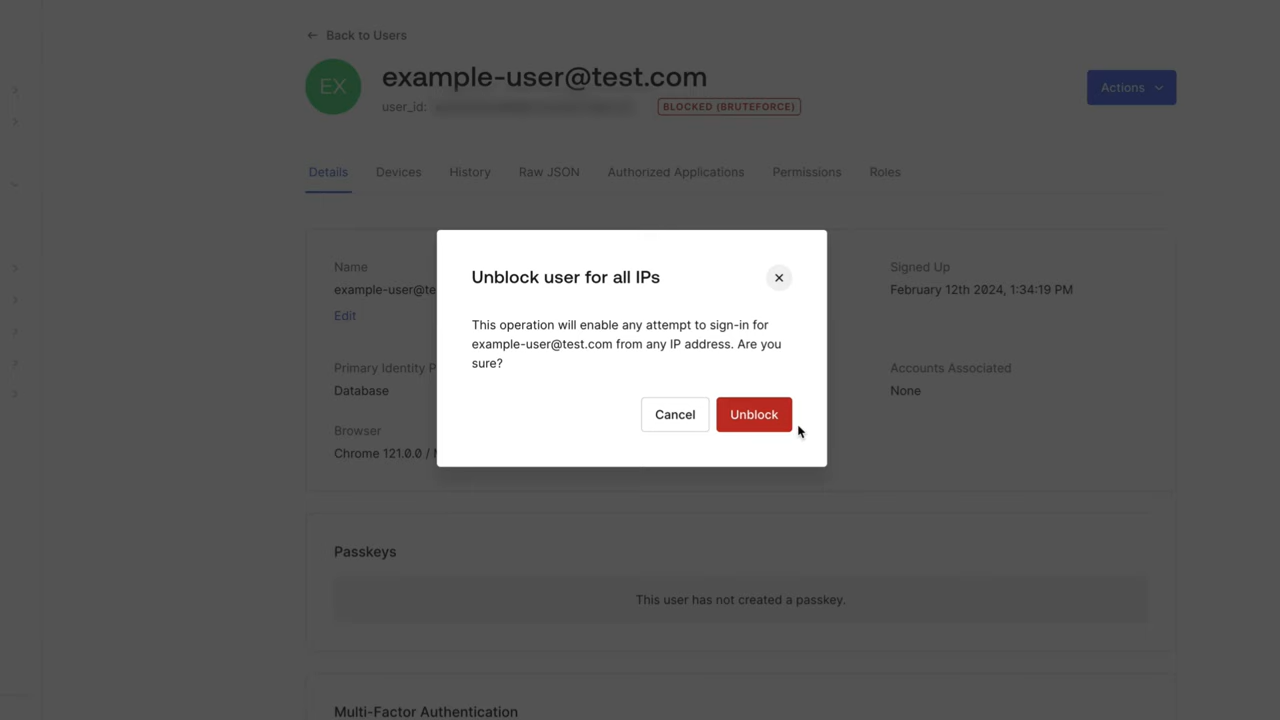 Back to Users
EX
example-user@test.com
user_id:
BLOCKED (BRUTEFORCE)
Actions
Details Devices History Raw JSON Authorized Applications Permissions Roles
Name
example-user@te
Edit
Signed Up
February 12th 2024, 1:34:19 PM
Unblock user for all IPs
This operation will enable any attempt to sign-in for
example-user@test.com from any IP address. Are you
sure?
Cancel Unblock
Primary Identity P
Database
Accounts Associated
None
Browser
Chrome 121.0.0 /
Passkeys
This user has not created a passkey.
Multi-Factor Authentication